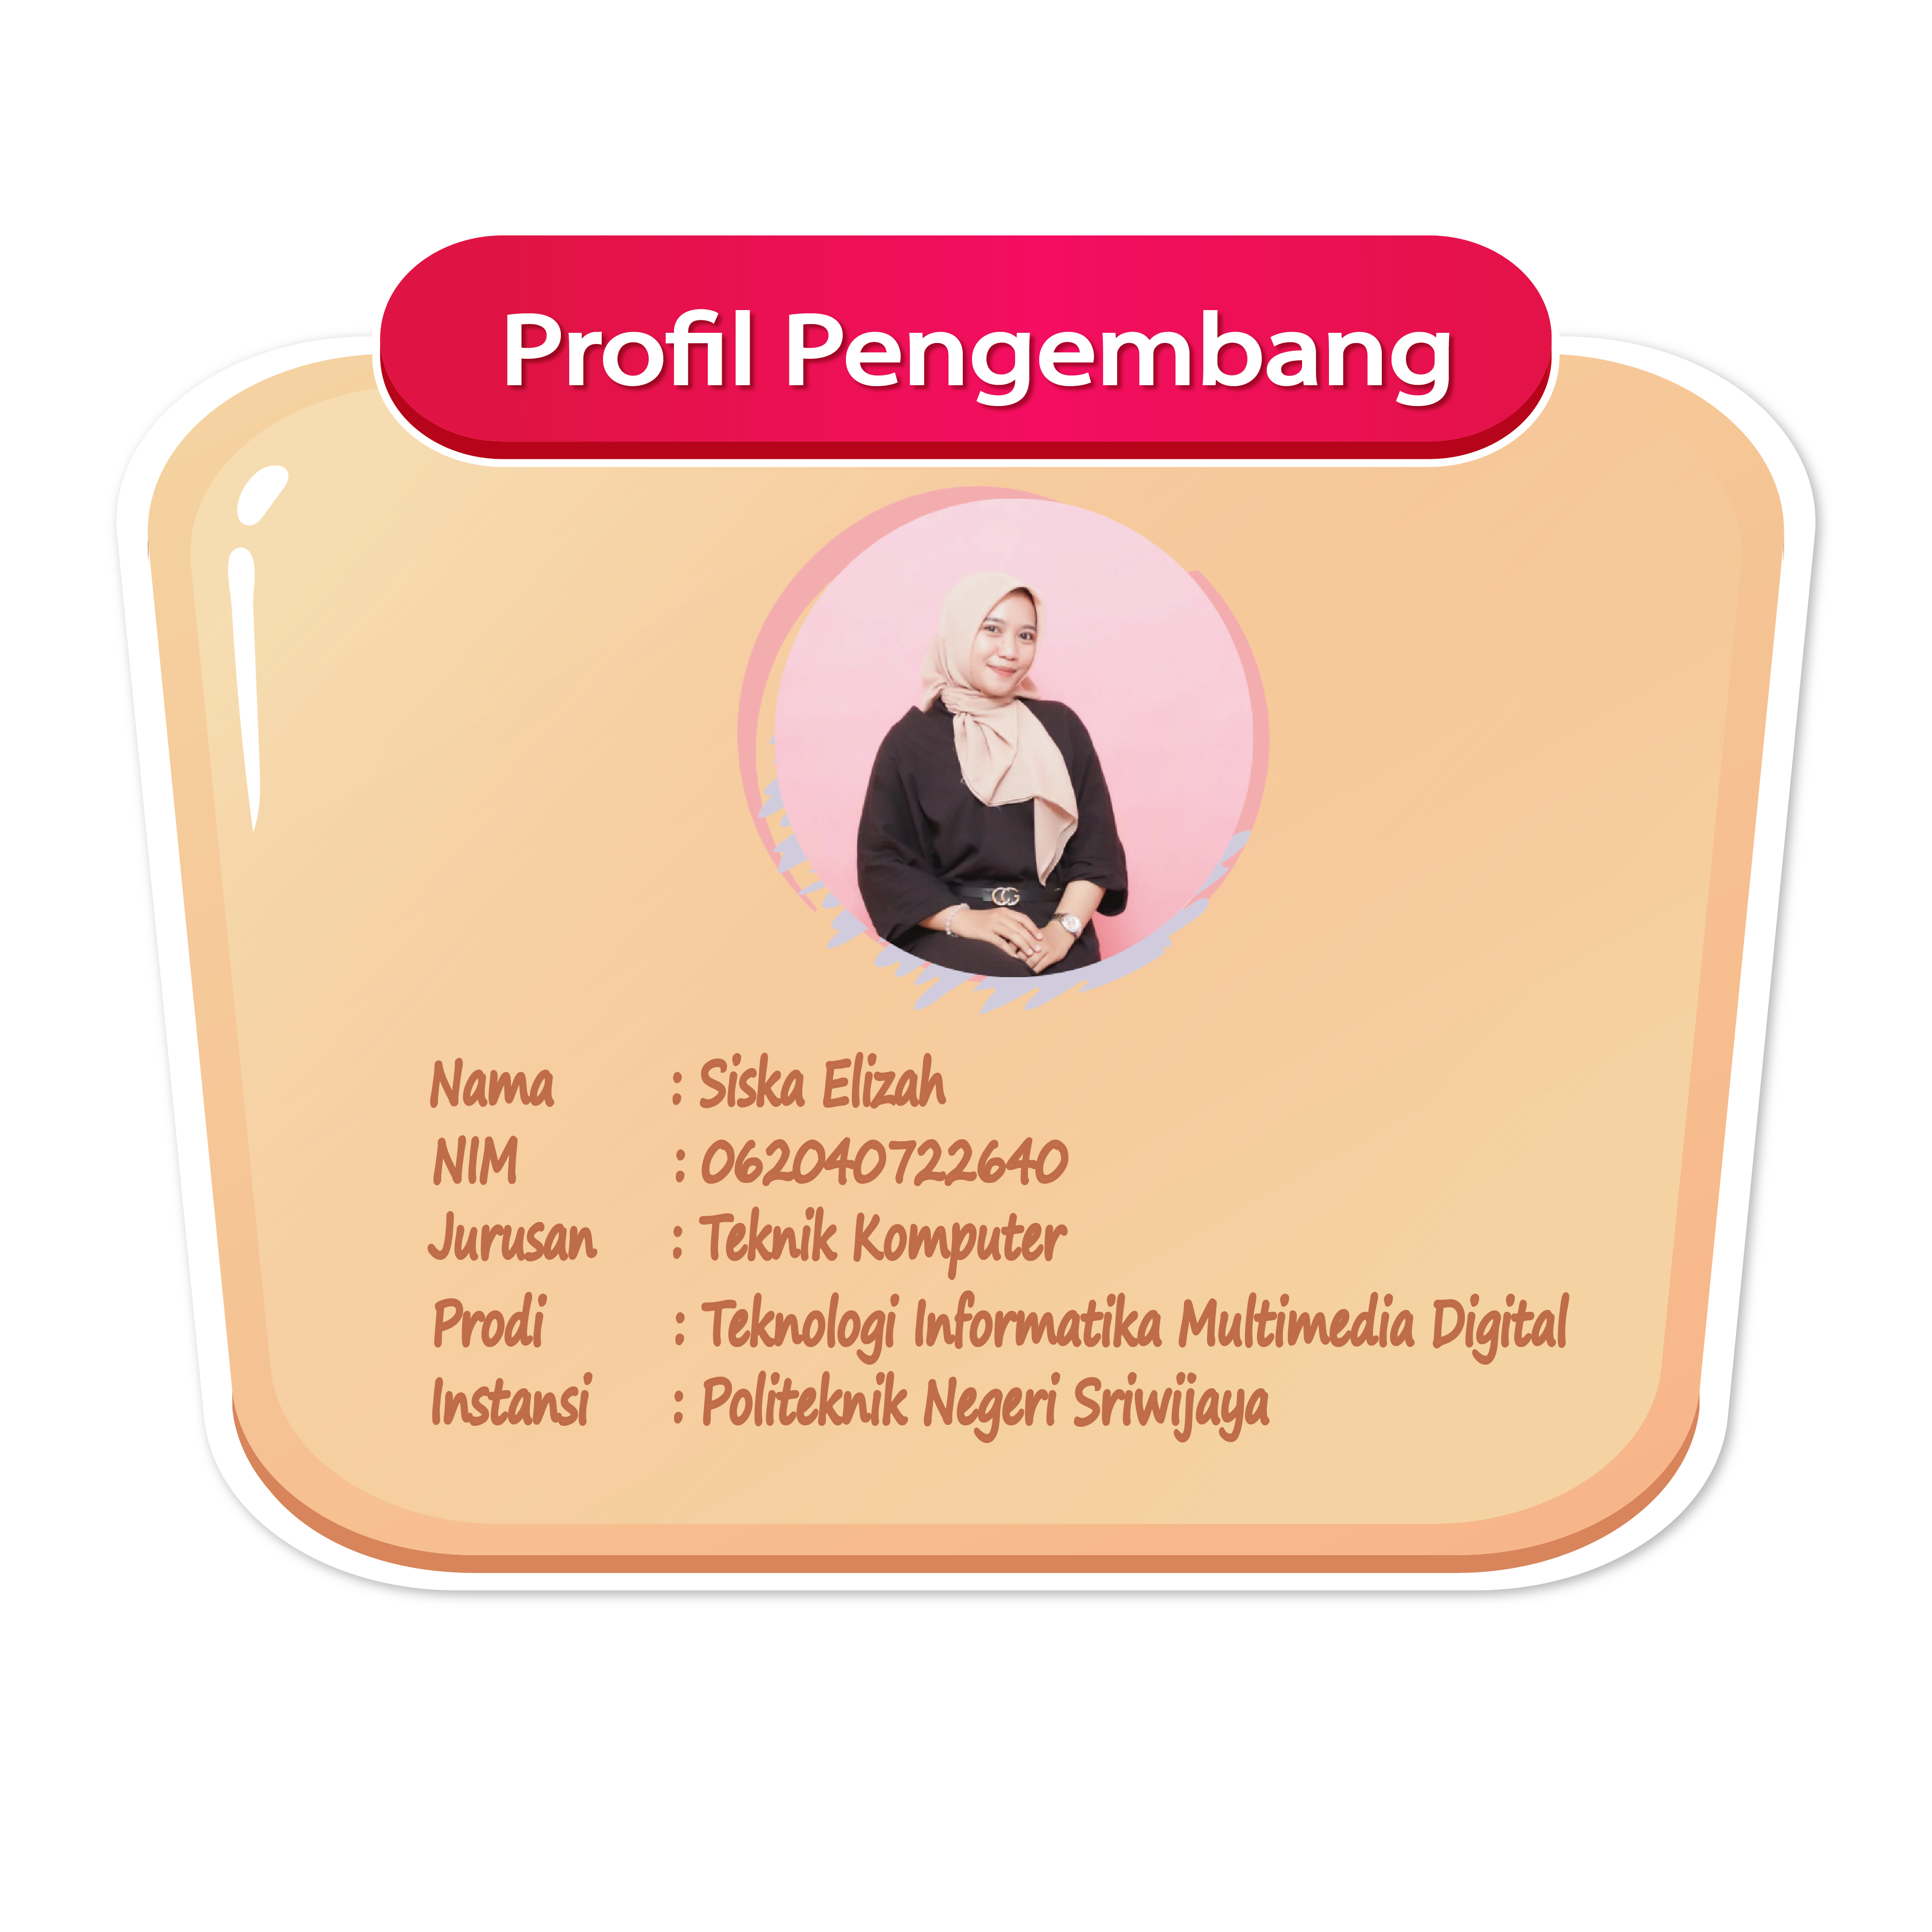 Profil Pengembang
Nama : Siska Elizah
NIM : 062040722640
Jurusan : Teknik Komputer
Prodi : Teknologi Informatika Multimedia Digital
Instansi : Politeknik Negeri Sriwijaya